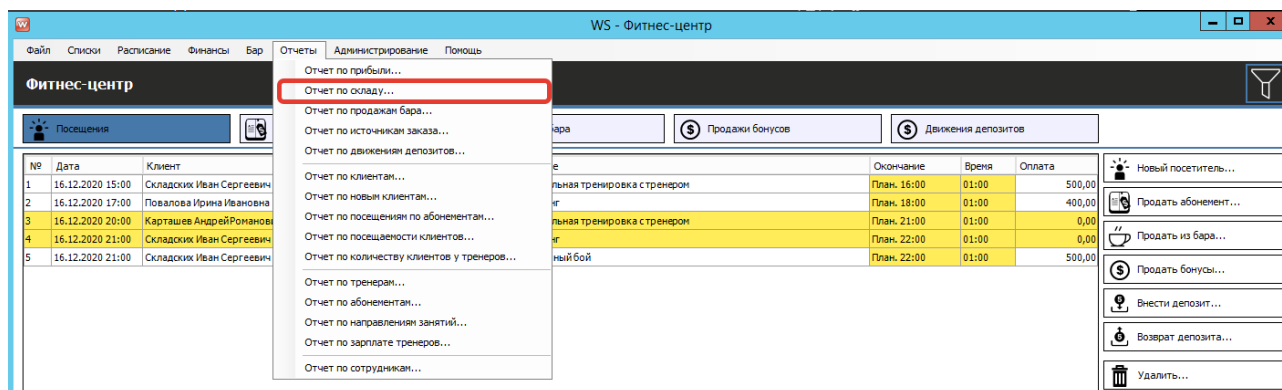 WS - Фитнес-центр
Файл Списки Расписание Финансы Бар Отчеты Администрирование Помощь
Фитнес-центр
Отчет по прибыли...
Отчет по складу...
Отчет по продажам бара...
Отчет по источникам заказа...
Отчет по движениям депозитов...
Отчет по клиентам...
Отчет по новым клиентам...
Отчет по посещениям по абонементам...
Отчет по посещаемости клиентов...
Отчет по количеству клиентов у тренеров...
Отчет по тренерам...
Отчет по абонементам...
Отчет по направлениям занятий...
Отчет по зарплате тренеров...
Отчет по сотрудникам...
Посещения Продажи бонусов Движения депозитов
№ Дата Клиент Окончание Время Оплата
1 16.12.2020 15:00 Складских Иван Сергеевич тренировка с тренером План. 16:00 01:00 500,00
2 16.12.2020 17:00 Повалова Ирина Ивановна План. 18:00 01:00 400,00
3 16.12.2020 20:00 Карташев Андрей тренировка с тренером План. 21:00 01:00 0,00
4 16.12.2020 21:00 Складских Иван Сергеевич План. 22:00 01:00 0,00
5 16.12.2020 21:00 Складских Иван Сергеевич бой План. 22:00 01:00 500,00
Новый посетитель...
Продать абонемент...
Продать из бара...
Продать бонусы...
Внести депозит...
Возврат депозита...
Удалить...